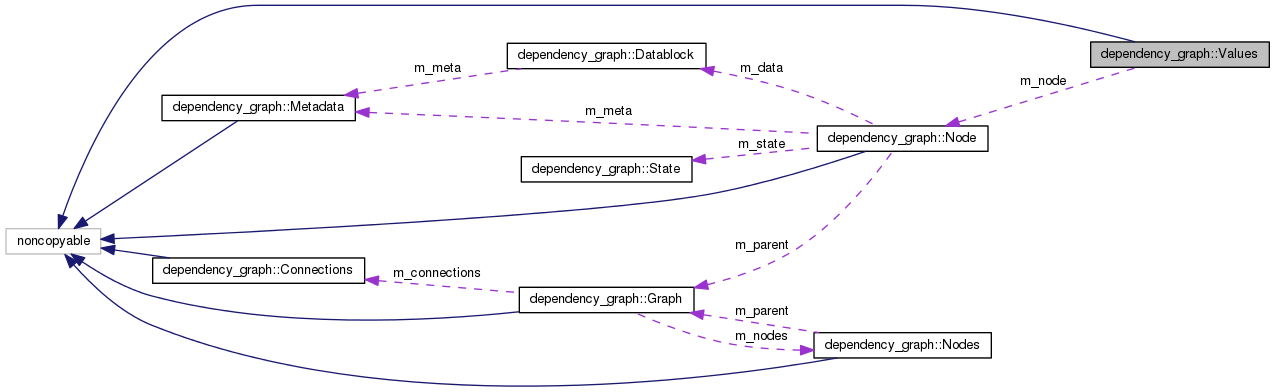 dependency_graph::Values
dependency_graph::Datablock
m_meta
m_data
m_node
dependency_graph::Metadata
m_meta
dependency_graph::Node
m_state
dependency_graph::State
noncopyable
m_parent
dependency_graph::Connections
m_connections
dependency_graph::Graph
m_parent
m_nodes
dependency_graph::Nodes